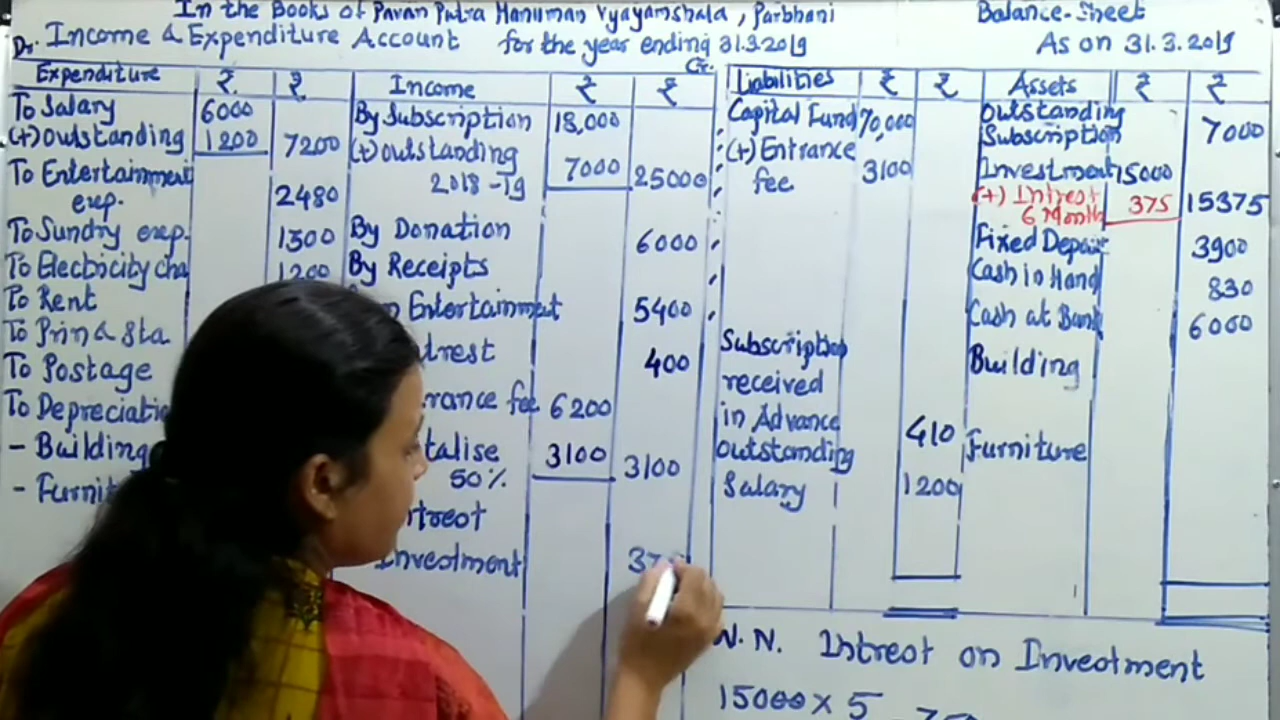 In the Books of Pavan Putra Hanuman Vyayamshala, Parbhani
Dr. Income & Expenditure Account for the year ending 31.3.2019
Cr.
Expenditure ₹ ₹ Income ₹ ₹
To Salary 6000 By Subscription 18,000
(+) Outstanding 1200 7200 (+) outstanding 7000 25000
2018-19
To Entertainment
exp. 2480
To Sundry exp. 1300 By Donation 6000
To Electricity cha 1200 By Receipts
To Rent Entertainmet 5400
To Prin & Sta trest 400
To Postage rance fee 6200
To Depreciatio talise 3100 3100
- Building 50%
- Furnit treot
Investment 37
Balance-Sheet
As on 31.3.2019
Liabilities ₹ ₹ Assets ₹ ₹
Capital Fund 70,000 Outstanding
Subscription 7000
(+) Entrance
fee 3100 Investment 15000
(+) Intrest 375 15375
6 Month
Fixed Deposit 3900
Cash in Hand 830
Cash at Bank 6000
Subscription
received
in Advance 410 Building
outstanding Furniture
Salary 1200
W. N. Intreot on Inveotment
15000 × 5